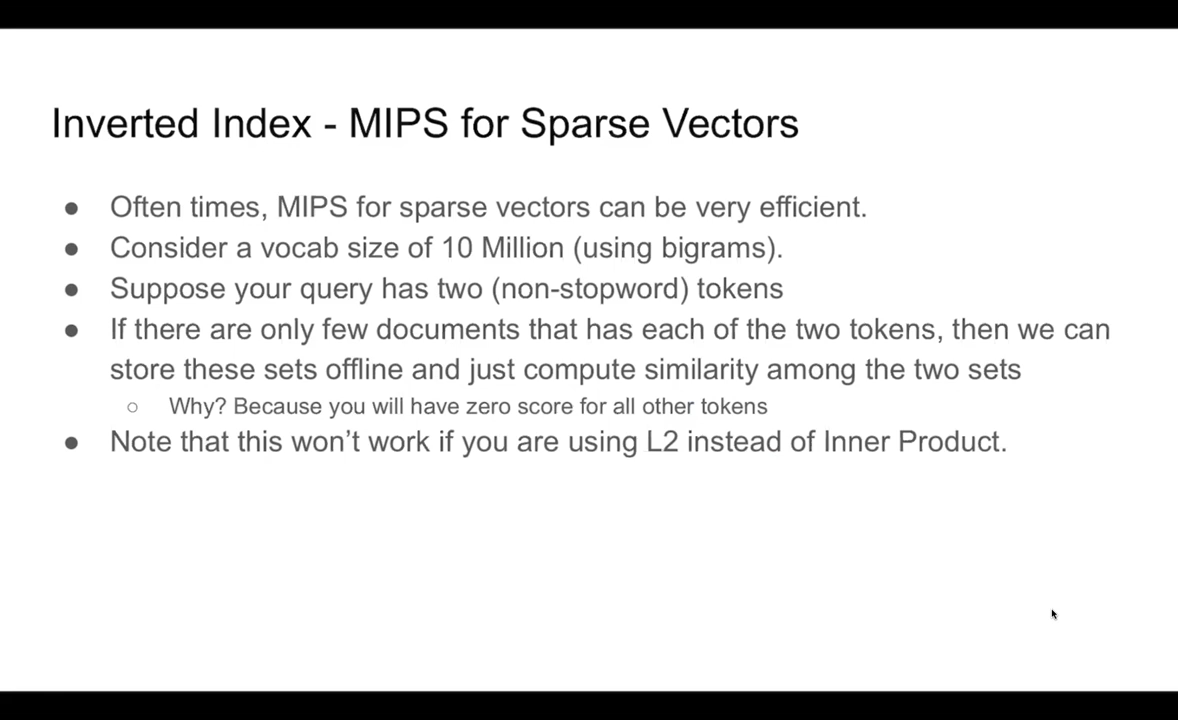 Inverted Index - MIPS for Sparse Vectors
● Often times, MIPS for sparse vectors can be very efficient.
● Consider a vocab size of 10 Million (using bigrams).
● Suppose your query has two (non-stopword) tokens
● If there are only few documents that has each of the two tokens, then we can
store these sets offline and just compute similarity among the two sets
○ Why? Because you will have zero score for all other tokens
● Note that this won’t work if you are using L2 instead of Inner Product.